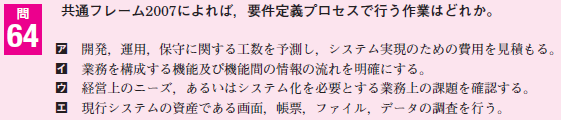 問
64
共通フレーム2007によれば，要件定義プロセスで行う作業はどれか。
ア 開発，運用，保守に関する工数を予測し，システム実現のための費用を見積もる。
イ 業務を構成する機能及び機能間の情報の流れを明確にする。
ウ 経営上のニーズ，あるいはシステム化を必要とする業務上の課題を確認する。
エ 現行システムの資産である画面，帳票，ファイル，データの調査を行う。